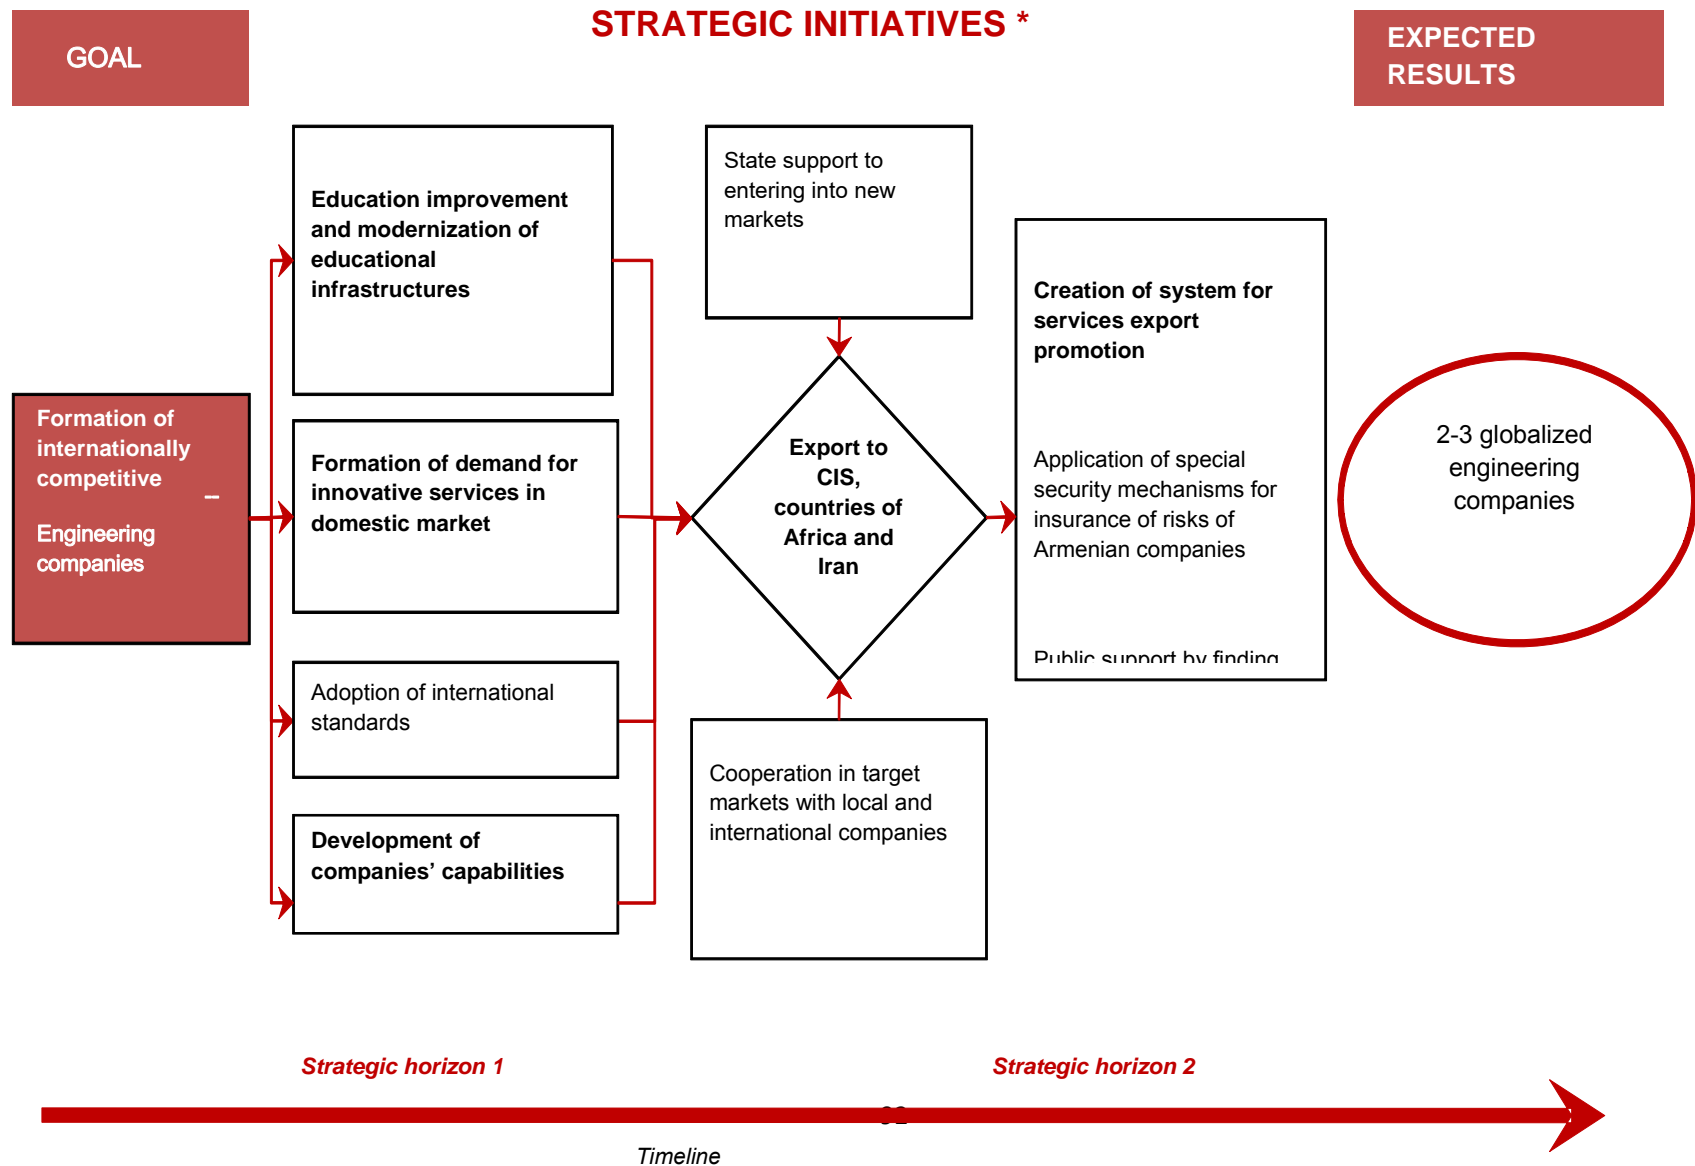 STRATEGIC INITIATIVES *
GOAL
EXPECTED
RESULTS
Formation of
internationally
competitive
–
Engineering
companies
Education improvement
and modernization of
educational
infrastructures
Formation of demand for
innovative services in
domestic market
Adoption of international
standards
Development of
companies’ capabilities
State support to
entering into new
markets
Export to
CIS,
countries of
Africa and
Iran
Cooperation in target
markets with local and
international companies
Creation of system for
services export
promotion
Application of special
security mechanisms for
insurance of risks of
Armenian companies
Public support by finding
2-3 globalized
engineering
companies
Strategic horizon 1
Strategic horizon 2
Timeline